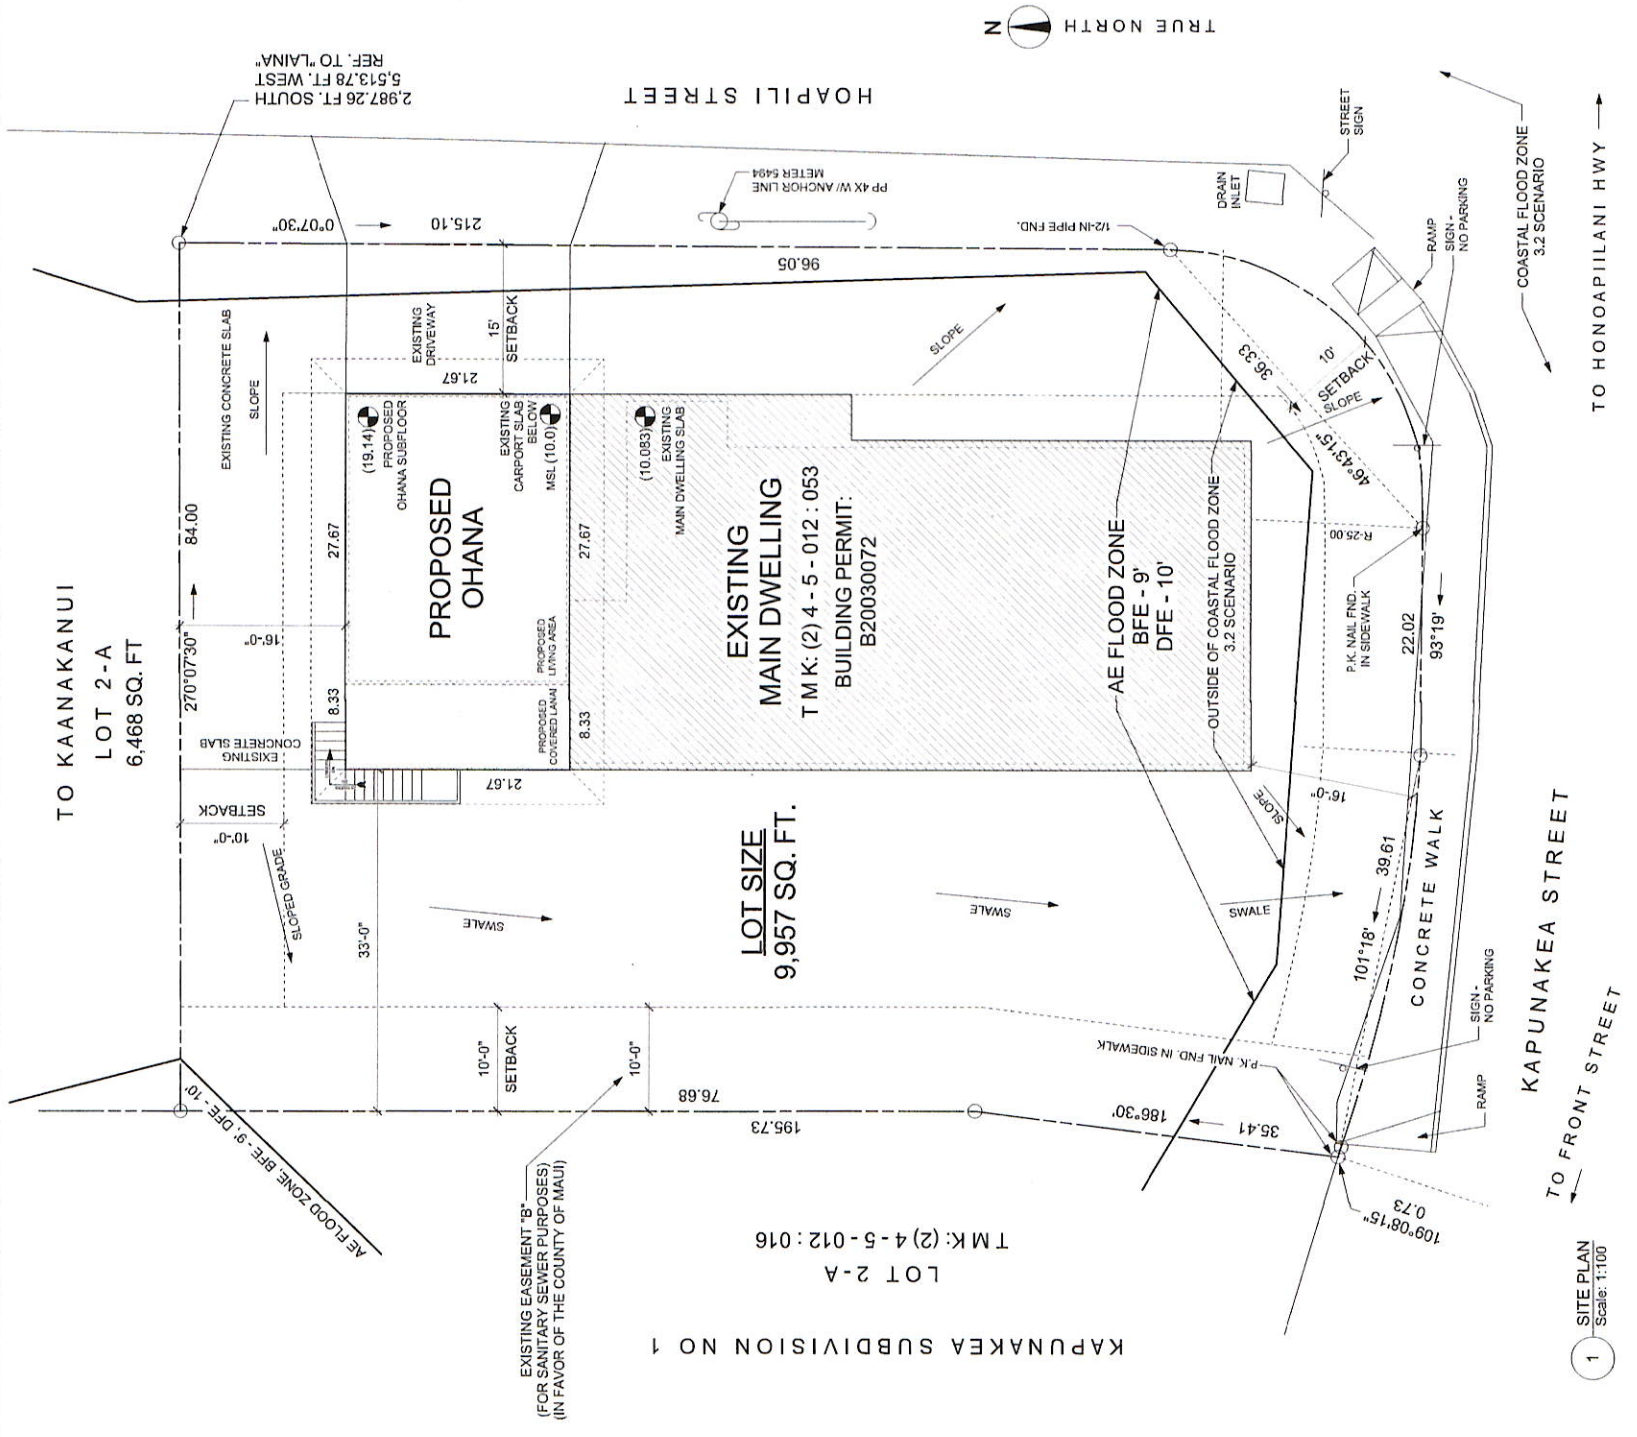 TRUE NORTH
N
2,987.26 FT. SOUTH
5,513.78 FT. WEST
REF. TO "LAINA"
HOAPILI STREET
STREET
SIGN
COASTAL FLOOD ZONE
3.2 SCENARIO
TO HONOAPIILANI HWY
DRAIN
INLET
RAMP
SIGN -
NO PARKING
PP 4X W/ ANCHOR LINE
METER 5494
1/2-IN PIPE FND.
0°07'30"
215.10
96.05
EXISTING CONCRETE SLAB
SLOPE
EXISTING
DRIVEWAY
15'
SETBACK
21.67
SLOPE
36.33
46°43'15"
10'
SETBACK
SLOPE
(19.14)
PROPOSED
OHANA SUBFLOOR
EXISTING
CARPORT SLAB
BELOW
MSL (10.0)
(10.083)
EXISTING
MAIN DWELLING SLAB
TO KAANAKANUI
LOT 2-A
6,468 SQ. FT
84.00
270°07'30"
16'-0"
27.67
8.33
PROPOSED
OHANA
PROPOSED
LIVING AREA
PROPOSED
COVERED LANAI
27.67
8.33
21.67
EXISTING
MAIN DWELLING
TMK: (2) 4 - 5 - 012 : 053
BUILDING PERMIT:
B20030072
AE FLOOD ZONE
BFE - 9'
DFE - 10'
OUTSIDE OF COASTAL FLOOD ZONE
3.2 SCENARIO
R-25.00
P.K. NAIL FND.
IN SIDEWALK
22.02
93°19'
EXISTING
CONCRETE SLAB
SETBACK
10'-0"
SLOPED GRADE
33'-0"
SWALE
LOT SIZE
9,957 SQ. FT.
SWALE
SWALE
SLOPE
16'-0"
39.61
101°18'
CONCRETE WALK
KAPUNAKEA STREET
SIGN -
NO PARKING
RAMP
TO FRONT STREET
10'-0"
SETBACK
10'-0"
76.68
195.73
P.K. NAIL FND. IN SIDEWALK
186°30'
35.41
109°08'15"
0.73
AE FLOOD ZONE, BFE - 9', DFE - 10'
EXISTING EASEMENT "B"
(FOR SANITARY SEWER PURPOSES)
(IN FAVOR OF THE COUNTY OF MAUI)
TMK: (2) 4 - 5 - 012 : 016
LOT 2-A
KAPUNAKEA SUBDIVISION NO 1
1
SITE PLAN
Scale: 1:100